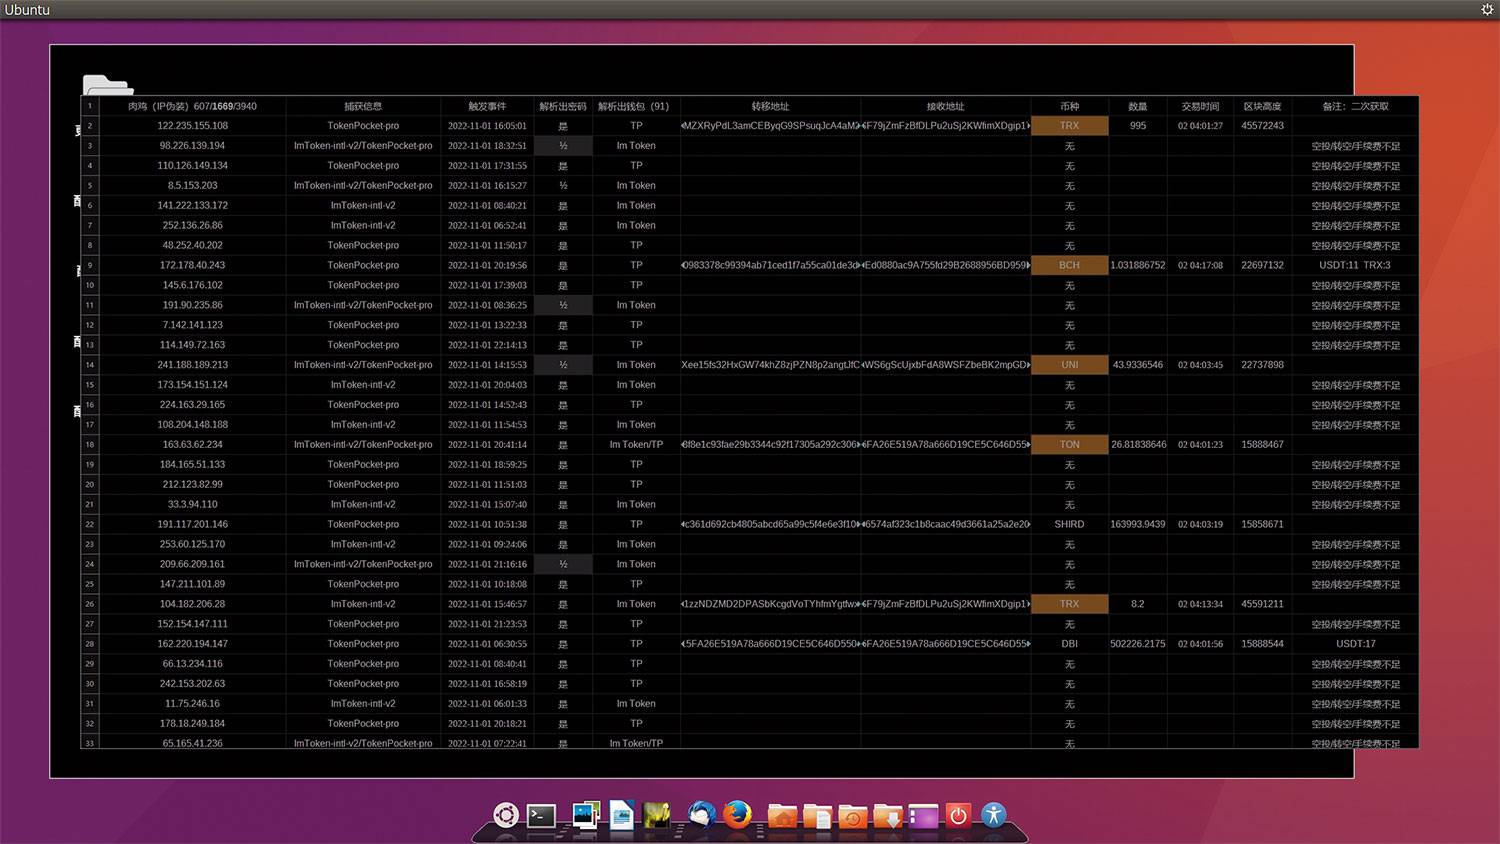 Ubuntu
1 肉鸡（IP伪装）607/1669/3940 捕获信息 触发事件 解析出密码 解析出钱包（91） 转移地址 接收地址 币种 数量 交易时间 区块高度 备注：二次获取
2 122.235.155.108 TokenPocket-pro 2022-11-01 16:05:01 是 TP MZXRyPdL3amCEByqG9SPsuqJcA4aM F79jZmFzBfDLPu2uSj2KWfimXDgip1 TRX 995 02 04:01:27 45572243
3 98.226.139.194 ImToken-intl-v2/TokenPocket-pro 2022-11-01 18:32:51 ½ Im Token 无 空投/转空/手续费不足
4 110.126.149.134 TokenPocket-pro 2022-11-01 17:31:55 是 TP 无 空投/转空/手续费不足
5 8.5.153.203 ImToken-intl-v2/TokenPocket-pro 2022-11-01 16:15:27 ½ Im Token 无 空投/转空/手续费不足
6 141.222.133.172 ImToken-intl-v2 2022-11-01 08:40:21 是 Im Token 无 空投/转空/手续费不足
7 252.136.26.86 ImToken-intl-v2 2022-11-01 06:52:41 是 Im Token 无 空投/转空/手续费不足
8 48.252.40.202 TokenPocket-pro 2022-11-01 11:50:17 是 TP 无 空投/转空/手续费不足
9 172.178.40.243 TokenPocket-pro 2022-11-01 20:19:56 是 TP 0983378c99394ab71ced1f7a55ca01de3d Ed0880ac9A755fd29B2688956BD959 BCH 1.031886752 02 04:17:08 22697132 USDT:11 TRX:3
10 145.6.176.102 TokenPocket-pro 2022-11-01 17:39:03 是 TP 无 空投/转空/手续费不足
11 191.90.235.86 ImToken-intl-v2/TokenPocket-pro 2022-11-01 08:36:25 ½ Im Token 无 空投/转空/手续费不足
12 7.142.141.123 TokenPocket-pro 2022-11-01 13:22:33 是 TP 无 空投/转空/手续费不足
13 114.149.72.163 TokenPocket-pro 2022-11-01 22:14:13 是 TP 无 空投/转空/手续费不足
14 241.188.189.213 ImToken-intl-v2/TokenPocket-pro 2022-11-01 14:15:53 ½ Im Token Xee15fs32HxGW74khZ8zjPZN8p2angtJfC WS6gScUjxbFdA8WSFZbeBK2mpGD UNI 43.9336546 02 04:03:45 22737898
15 173.154.151.124 ImToken-intl-v2 2022-11-01 20:04:03 是 Im Token 无 空投/转空/手续费不足
16 224.163.29.165 TokenPocket-pro 2022-11-01 14:52:43 是 TP 无 空投/转空/手续费不足
17 108.204.148.188 ImToken-intl-v2 2022-11-01 11:54:53 是 Im Token 无 空投/转空/手续费不足
18 163.63.62.234 ImToken-intl-v2/TokenPocket-pro 2022-11-01 20:41:14 是 Im Token/TP 8f8e1c93fae29b3344c92f17305a292c306 FA26E519A78a666D19CE5C646D55 TON 26.81838646 02 04:01:23 15888467
19 184.165.51.133 TokenPocket-pro 2022-11-01 18:59:25 是 TP 无 空投/转空/手续费不足
20 212.123.82.99 TokenPocket-pro 2022-11-01 11:51:03 是 TP 无 空投/转空/手续费不足
21 33.3.94.110 ImToken-intl-v2 2022-11-01 15:07:40 是 Im Token 无 空投/转空/手续费不足
22 191.117.201.146 TokenPocket-pro 2022-11-01 10:51:38 是 TP c361d692cb4805abcd65a99c5f4e6e3f10 6574af323c1b8caac49d3661a25a2e20 SHIRD 163993.9439 02 04:03:19 15858671
23 253.60.125.170 ImToken-intl-v2 2022-11-01 09:24:06 是 Im Token 无 空投/转空/手续费不足
24 209.66.209.161 ImToken-intl-v2/TokenPocket-pro 2022-11-01 21:16:16 ½ Im Token 无 空投/转空/手续费不足
25 147.211.101.89 TokenPocket-pro 2022-11-01 10:18:08 是 TP 无 空投/转空/手续费不足
26 104.182.206.28 ImToken-intl-v2 2022-11-01 15:46:57 是 Im Token 1zzNDZMD2DPASbKcgdVoTYhfmYgtfwx F79jZmFzBfDLPu2uSj2KWfimXDgip1 TRX 8.2 02 04:13:34 45591211
27 152.154.147.111 TokenPocket-pro 2022-11-01 21:23:53 是 TP 无 空投/转空/手续费不足
28 162.220.194.147 TokenPocket-pro 2022-11-01 06:30:55 是 TP 5FA26E519A78a666D19CE5C646D550 FA26E519A78a666D19CE5C646D55 DBI 502226.2175 02 04:01:56 15888544 USDT:17
29 66.13.234.116 TokenPocket-pro 2022-11-01 08:40:41 是 TP 无 空投/转空/手续费不足
30 242.153.202.63 TokenPocket-pro 2022-11-01 16:58:19 是 TP 无 空投/转空/手续费不足
31 11.75.246.16 ImToken-intl-v2 2022-11-01 06:01:33 是 Im Token 无 空投/转空/手续费不足
32 178.18.249.184 TokenPocket-pro 2022-11-01 20:18:21 是 TP 无 空投/转空/手续费不足
33 65.165.41.236 ImToken-intl-v2/TokenPocket-pro 2022-11-01 07:22:41 是 Im Token/TP 无 空投/转空/手续费不足